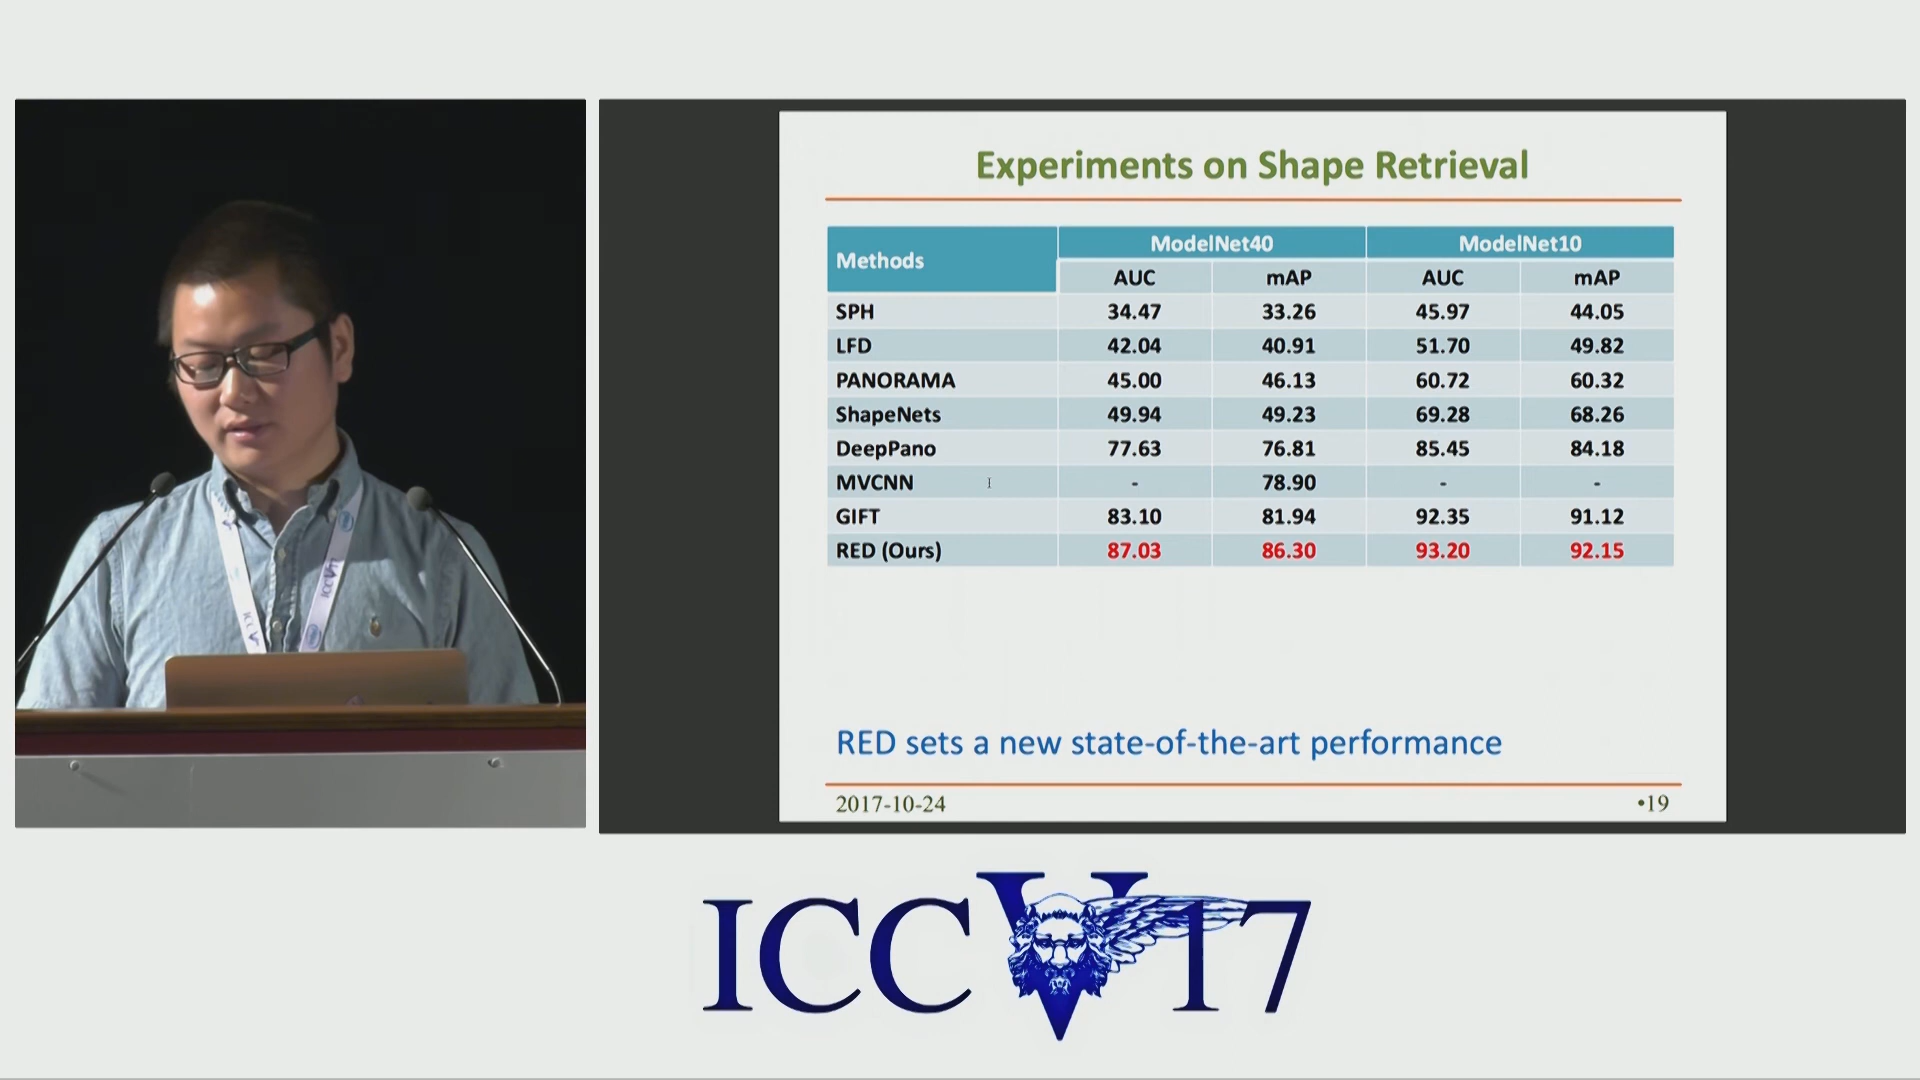 Experiments on Shape Retrieval
Methods ModelNet40 ModelNet10
AUC mAP AUC mAP
SPH 34.47 33.26 45.97 44.05
LFD 42.04 40.91 51.70 49.82
PANORAMA 45.00 46.13 60.72 60.32
ShapeNets 49.94 49.23 69.28 68.26
DeepPano 77.63 76.81 85.45 84.18
MVCNN - 78.90 - -
GIFT 83.10 81.94 92.35 91.12
RED (Ours) 87.03 86.30 93.20 92.15
RED sets a new state-of-the-art performance
2017-10-24 •19
ICCV17
ICCV
ICCV17